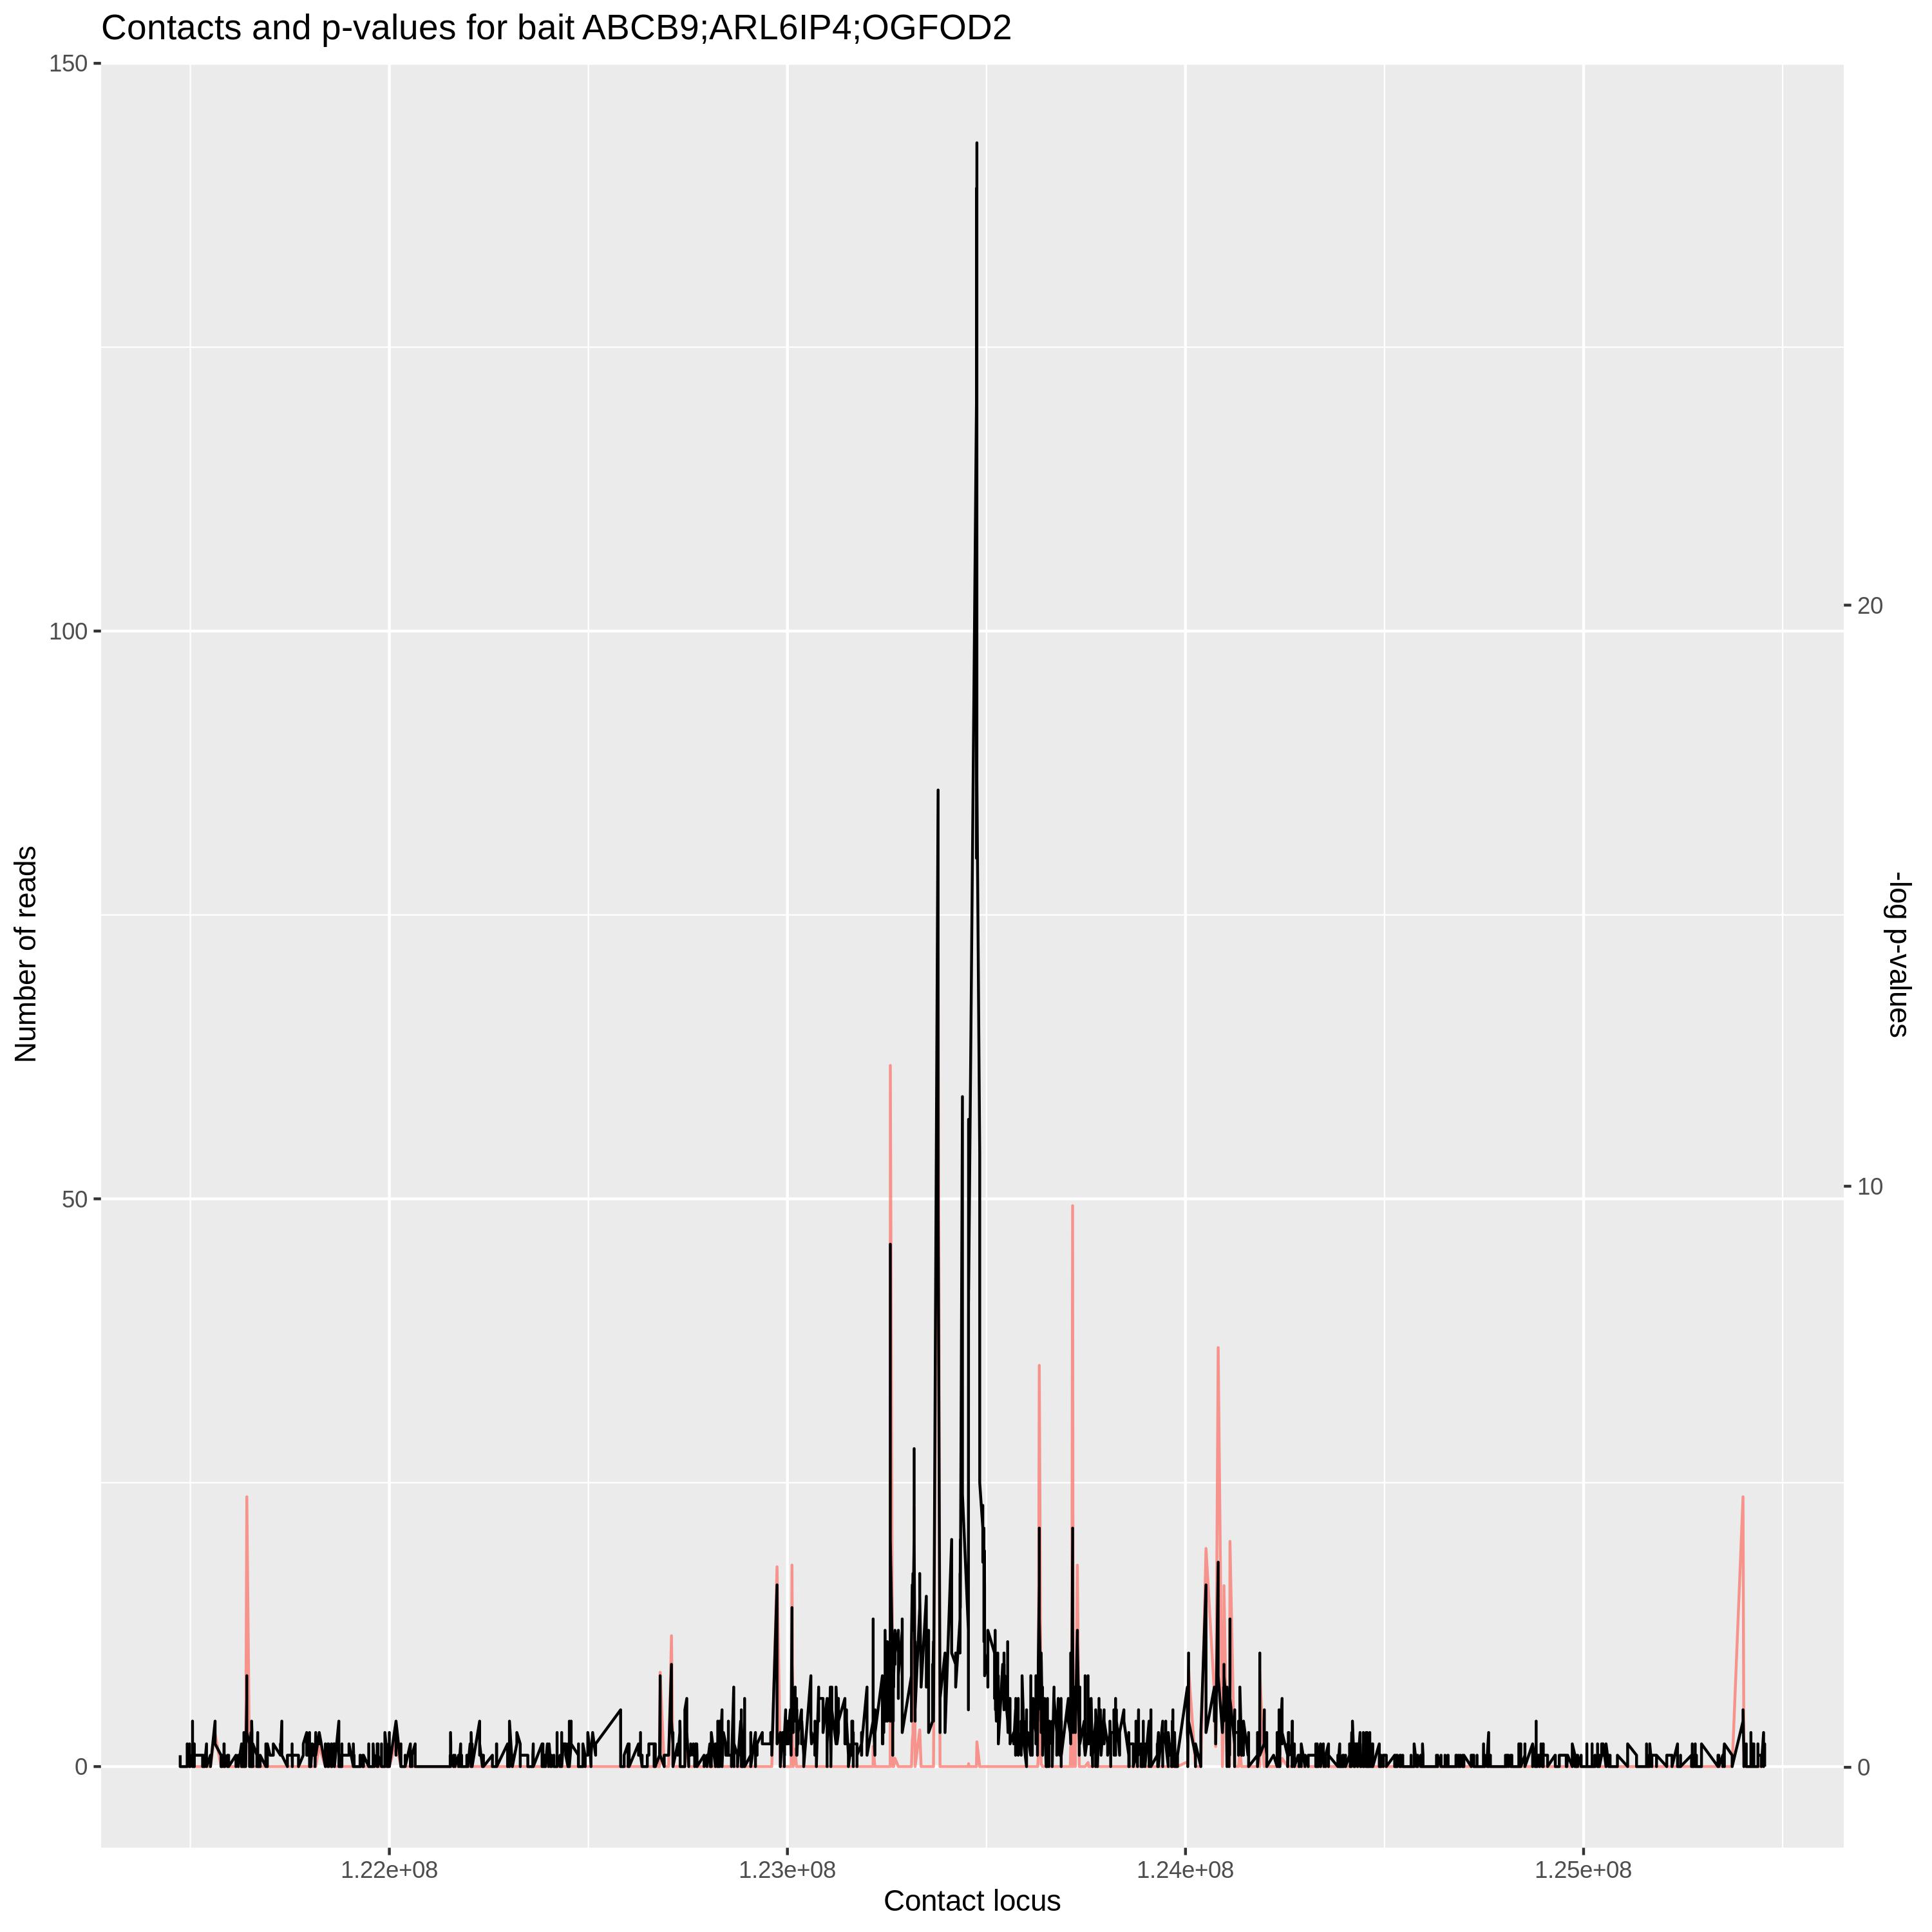 Contacts and p-values for bait ABCB9;ARL6IP4;OGFOD2
150
100
50
0
Number of reads
20
10
0
-log p-values
1.22e+08
1.23e+08
1.24e+08
1.25e+08
Contact locus